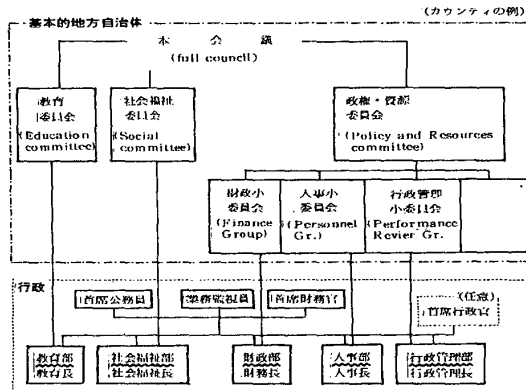 (カウンティの例)
基本的地方自治体
本会議
(full council)
教育
委員会
(Education
committee)
社会福祉
委員会
(Social
committee)
政権・資源
委員会
(Policy and Resources
committee)
財政小
委員会
(Finance
Group)
人事小
委員会
(Personnel
Gr.)
行政管理
小委員会
(Performance
Revier Gr.
行政
首席公務員
業務監視員
首席財務官
(任意)
首席行政官
教育部
教育長
社会福祉部
社会福祉長
財政部
財務長
人事部
人事長
行政管理部
行政管理長